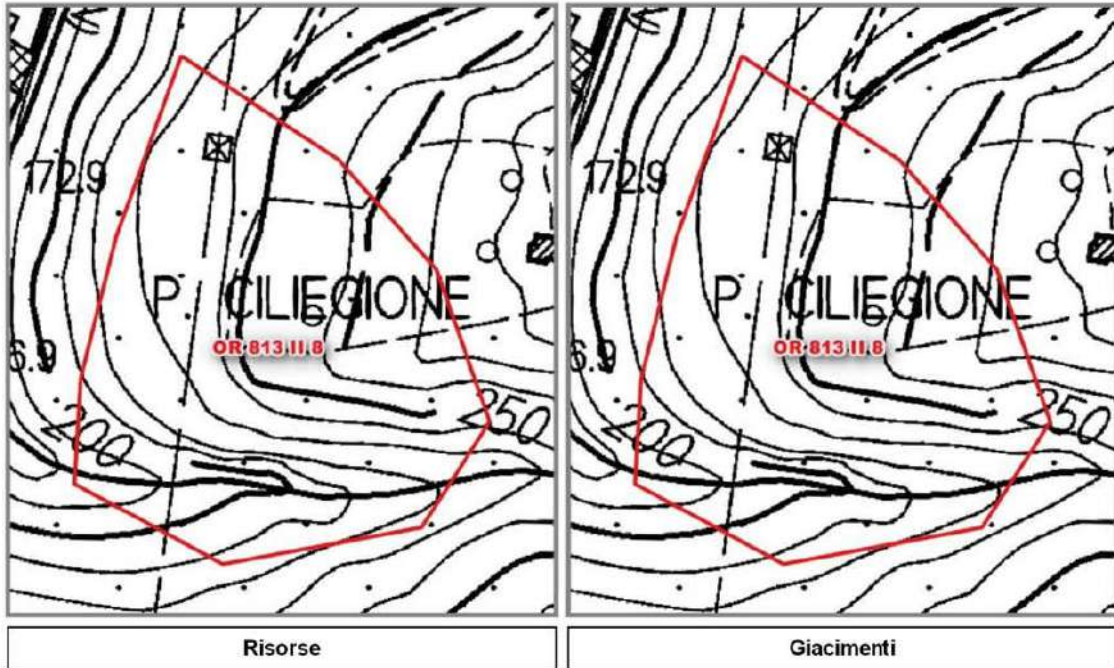 172.9
P. CILIEGIONE
OR 813 II 8
6.9
200
250
172.9
P. CILIEGIONE
OR 813 II 8
6.9
200
250
Risorse
Giacimenti